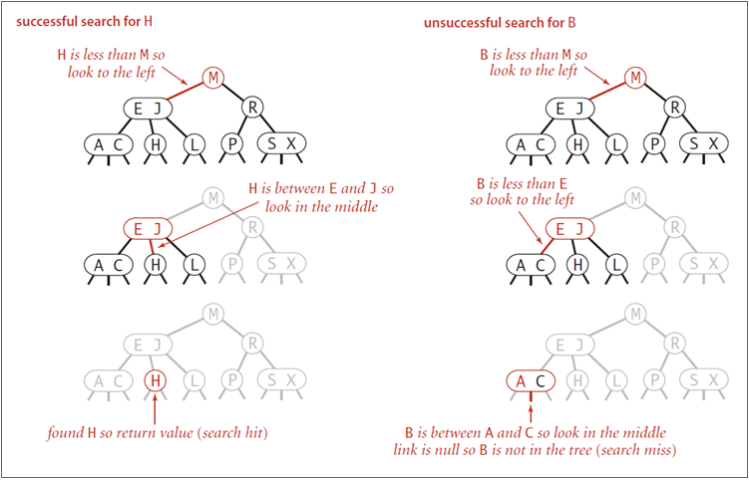 successful search for H
H is less than M so
look to the left
M
E J
R
A C
H
L
P
S X
H is between E and J so
look in the middle
M
E J
R
A C
H
L
P
S X
M
E J
R
A C
H
L
P
S X
found H so return value (search hit)
unsuccessful search for B
B is less than M so
look to the left
M
E J
R
A C
H
L
P
S X
B is less than E
so look to the left
M
E J
R
A C
H
L
P
S X
M
E J
R
A C
H
L
P
S X
B is between A and C so look in the middle
link is null so B is not in the tree (search miss)